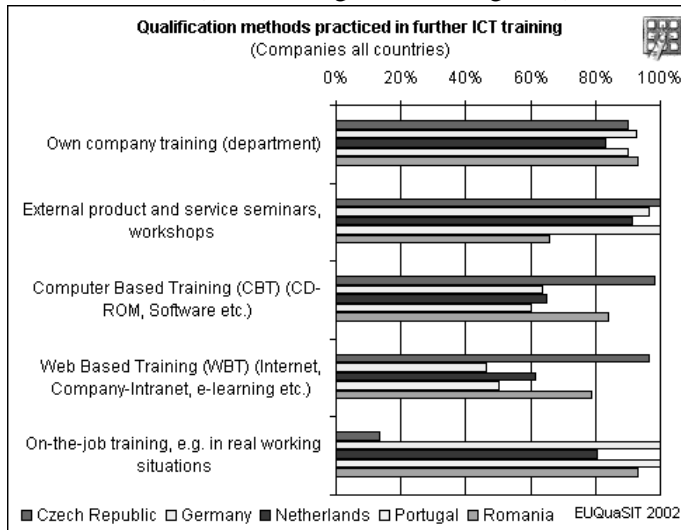 Qualification methods practiced in further ICT training
(Companies all countries)
0% 20% 40% 60% 80% 100%
Own company training (department)
External product and service seminars,
workshops
Computer Based Training (CBT) (CD-
ROM, Software etc.)
Web Based Training (WBT) (Internet,
Company-Intranet, e-learning etc.)
On-the-job training, e.g. in real working
situations
Czech Republic Germany Netherlands Portugal Romania EUQuaSIT 2002